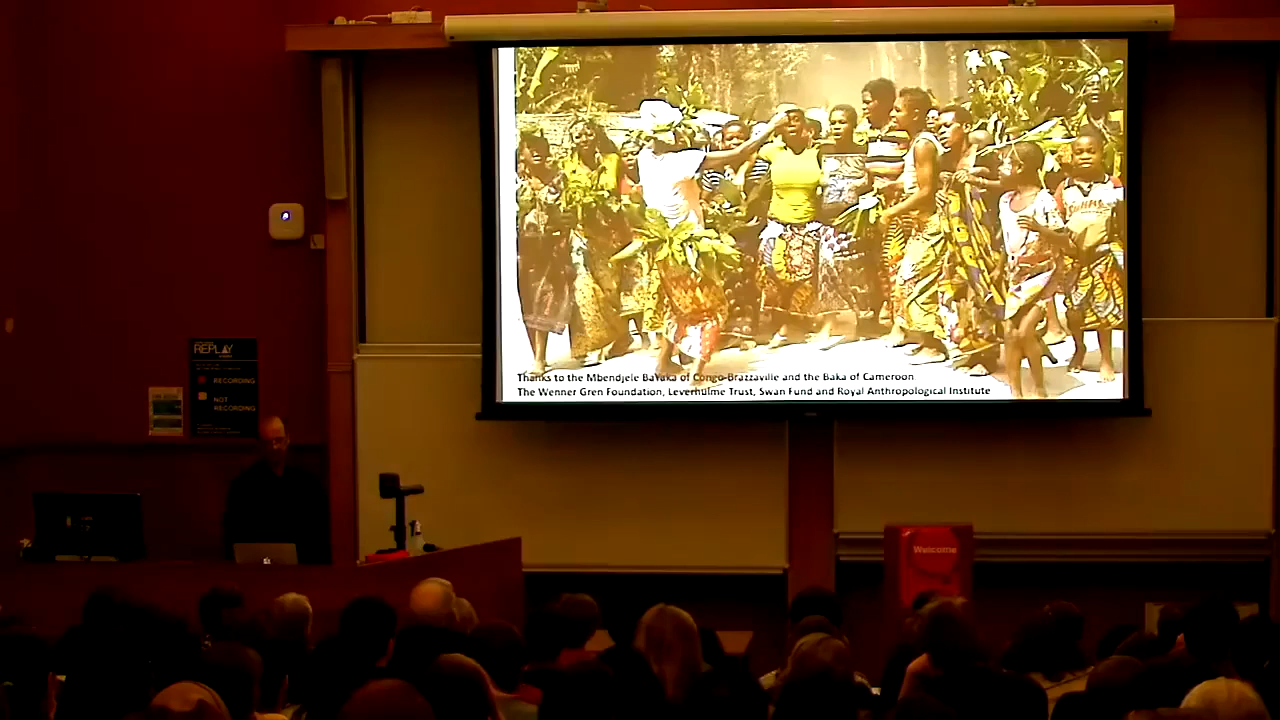 Thanks to the Mbendjele BaYaka of Congo-Brazzaville and the Baka of Cameroon
The Wenner Gren Foundation, Leverhulme Trust, Swan Fund and Royal Anthropological Institute
REPLAY
RECORDING
NOT
RECORDING
Welcome